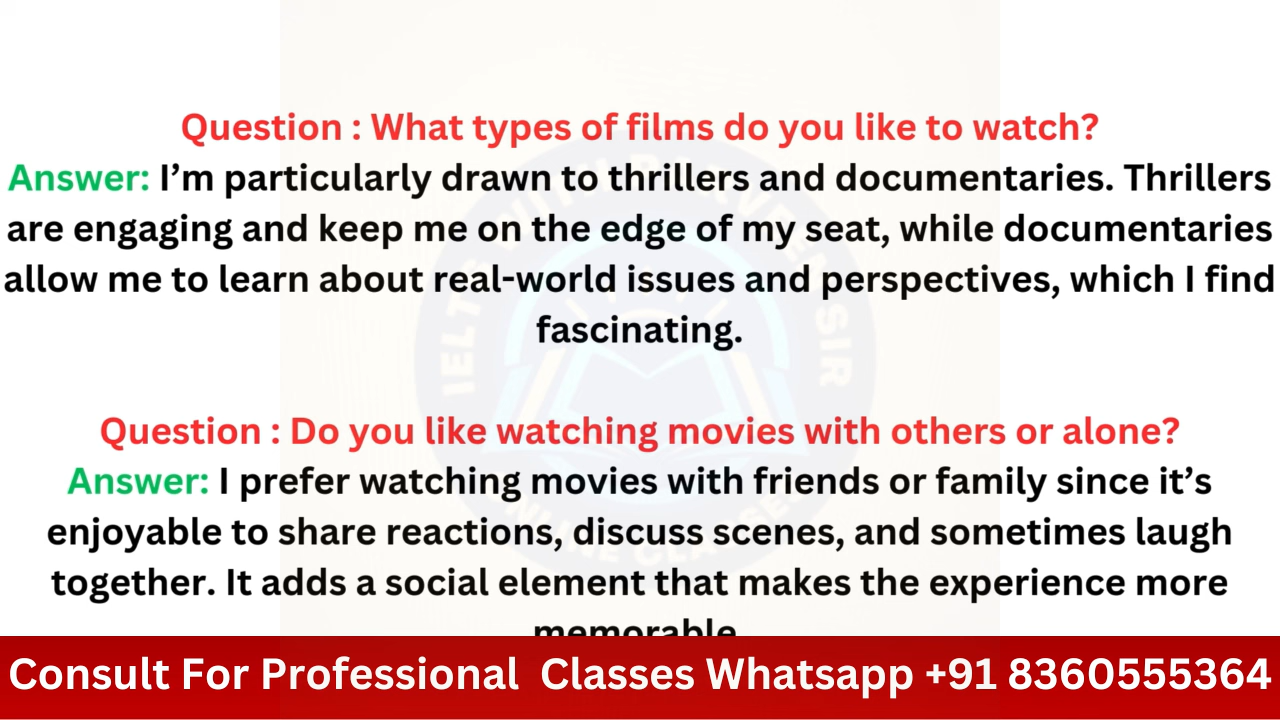 Question : What types of films do you like to watch?
Answer: I’m particularly drawn to thrillers and documentaries. Thrillers
are engaging and keep me on the edge of my seat, while documentaries
allow me to learn about real-world issues and perspectives, which I find
fascinating.
Question : Do you like watching movies with others or alone?
Answer: I prefer watching movies with friends or family since it’s
enjoyable to share reactions, discuss scenes, and sometimes laugh
together. It adds a social element that makes the experience more
memorable
Consult For Professional Classes Whatsapp +91 8360555364